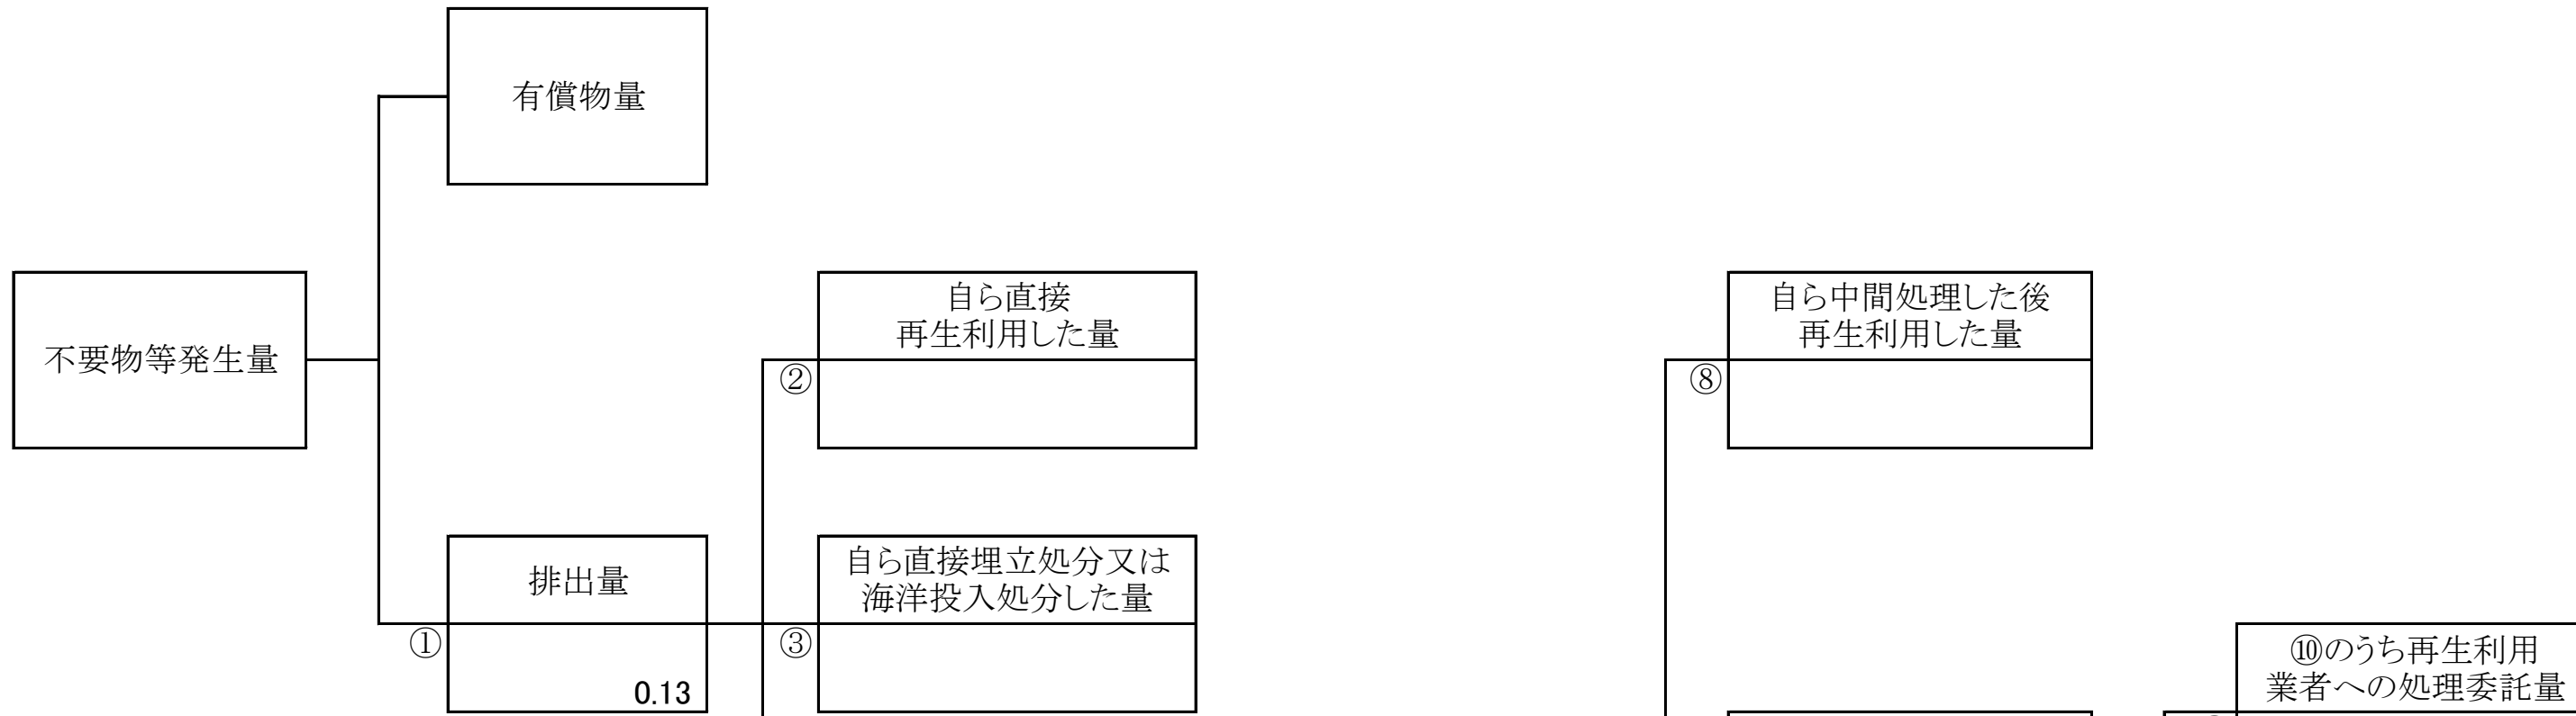 有償物量
不要物等発生量
自ら直接
再生利用した量
②
自ら中間処理した後
再生利用した量
⑧
排出量
①
0.13
自ら直接埋立処分又は
海洋投入処分した量
③
⑩のうち再生利用
業者への処理委託量